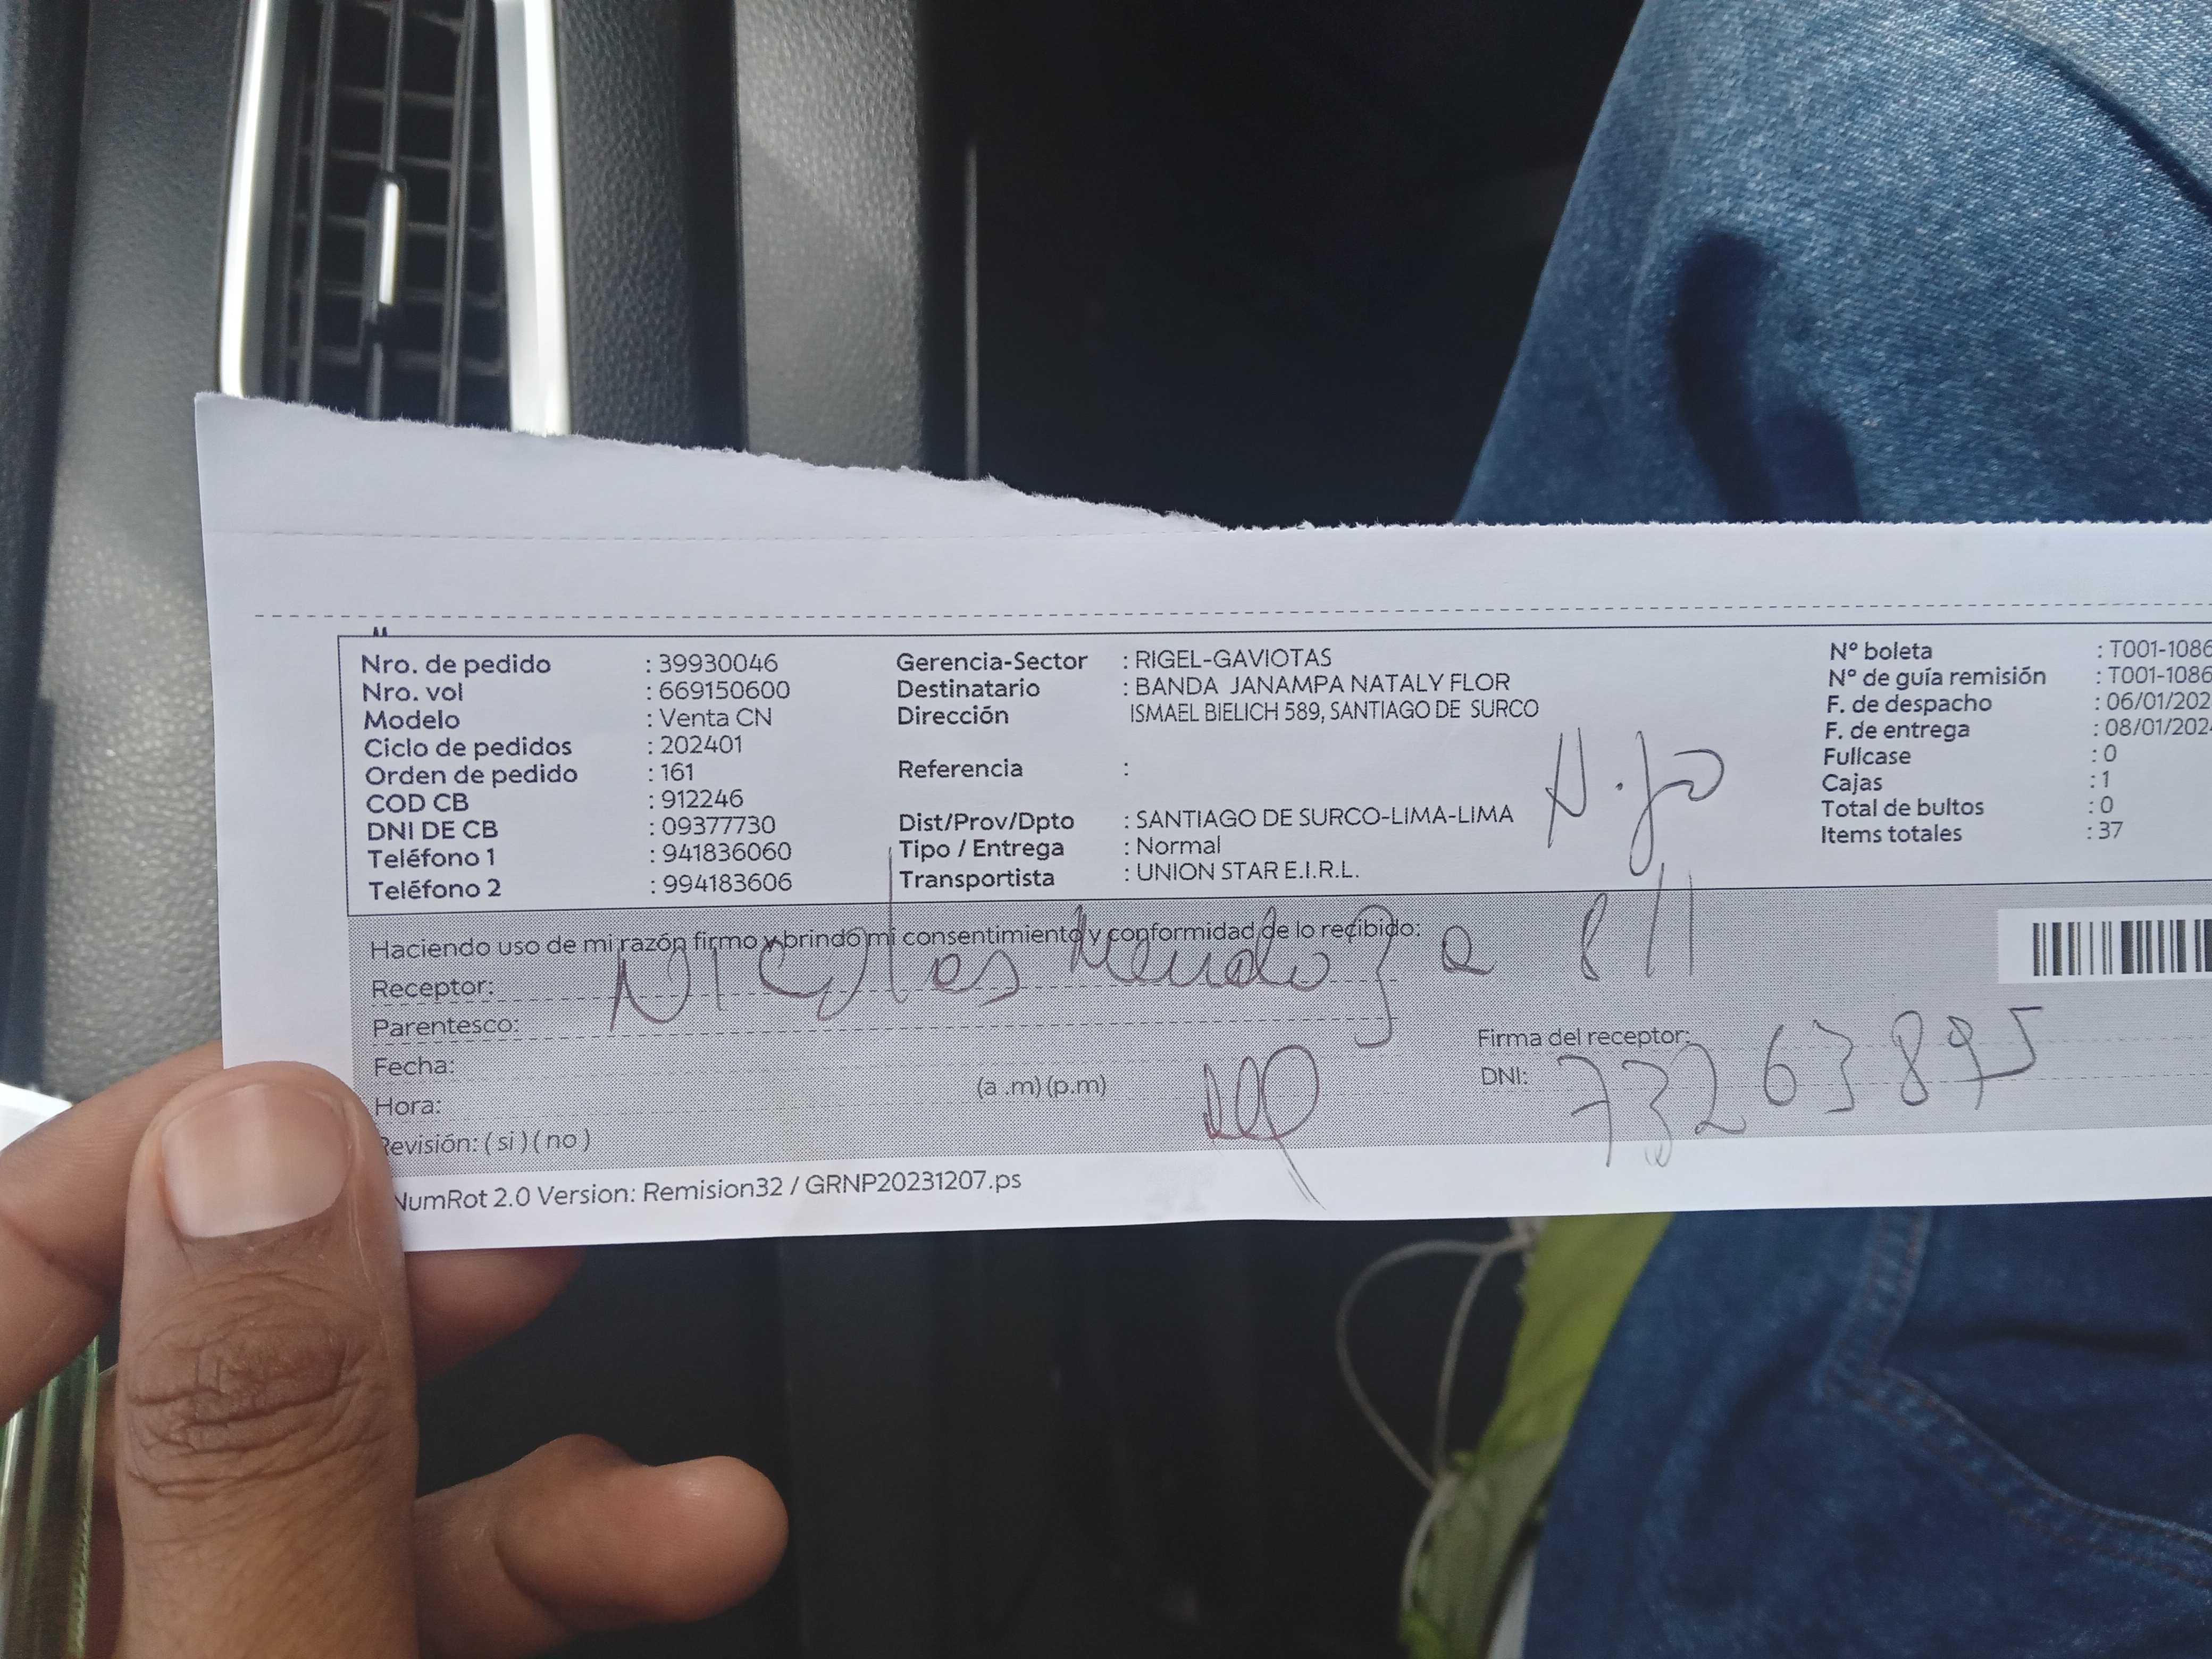 Nro. de pedido : 39930046
Nro. vol : 669150600
Modelo : Venta CN
Ciclo de pedidos : 202401
Orden de pedido : 161
COD CB : 912246
DNI DE CB : 09377730
Teléfono 1 : 941836060
Teléfono 2 : 994183606
Gerencia-Sector : RIGEL-GAVIOTAS
Destinatario : BANDA JANAMPA NATALY FLOR
Dirección ISMAEL BIELICH 589, SANTIAGO DE SURCO
Referencia :
Dist/Prov/Dpto : SANTIAGO DE SURCO-LIMA-LIMA
Tipo / Entrega : Normal
Transportista : UNION STAR E.I.R.L.
Nº boleta : T001-1086
Nº de guía remisión : T001-1086
F. de despacho : 06/01/202
F. de entrega : 08/01/202
Fullcase : 0
Cajas : 1
Total de bultos : 0
Items totales : 37
Haciendo uso de mi razón firmo y brindo mi consentimiento y conformidad de lo recibido:
Receptor: Nicolas Mendoza 8/1
Parentesco:
Fecha:
Hora: (a .m) (p.m)
Revisión: ( si ) ( no )
Firma del receptor:
DNI: 73263895
NumRot 2.0 Version: Remision32 / GRNP20231207.ps